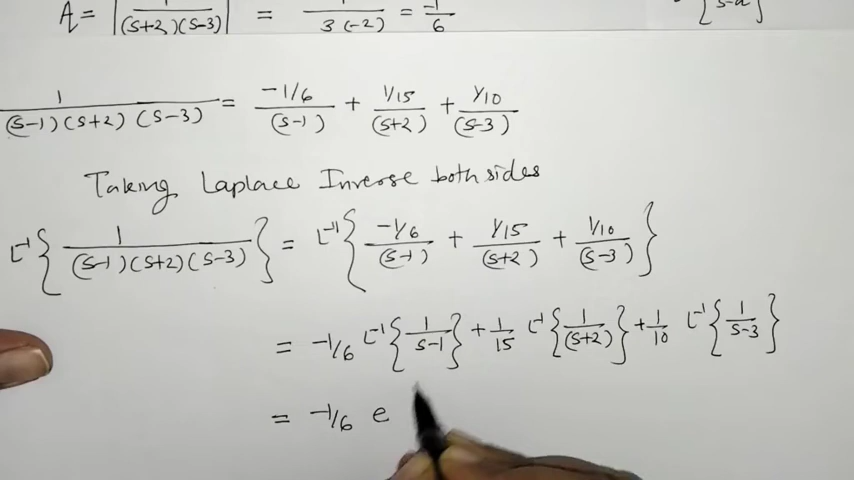 A = | 1/((s+2)(s-3)) | = 1/(3(-2)) = -1/6
[s-a]
1/((s-1)(s+2)(s-3)) = (-1/6)/(s-1) + (1/15)/(s+2) + (1/10)/(s-3)
Taking Laplace Inverse both sides
L⁻¹{ 1/((s-1)(s+2)(s-3)) } = L⁻¹{ (-1/6)/(s-1) + (1/15)/(s+2) + (1/10)/(s-3) }
= -1/6 L⁻¹{ 1/(s-1) } + 1/15 L⁻¹{ 1/(s+2) } + 1/10 L⁻¹{ 1/(s-3) }
= -1/6 e